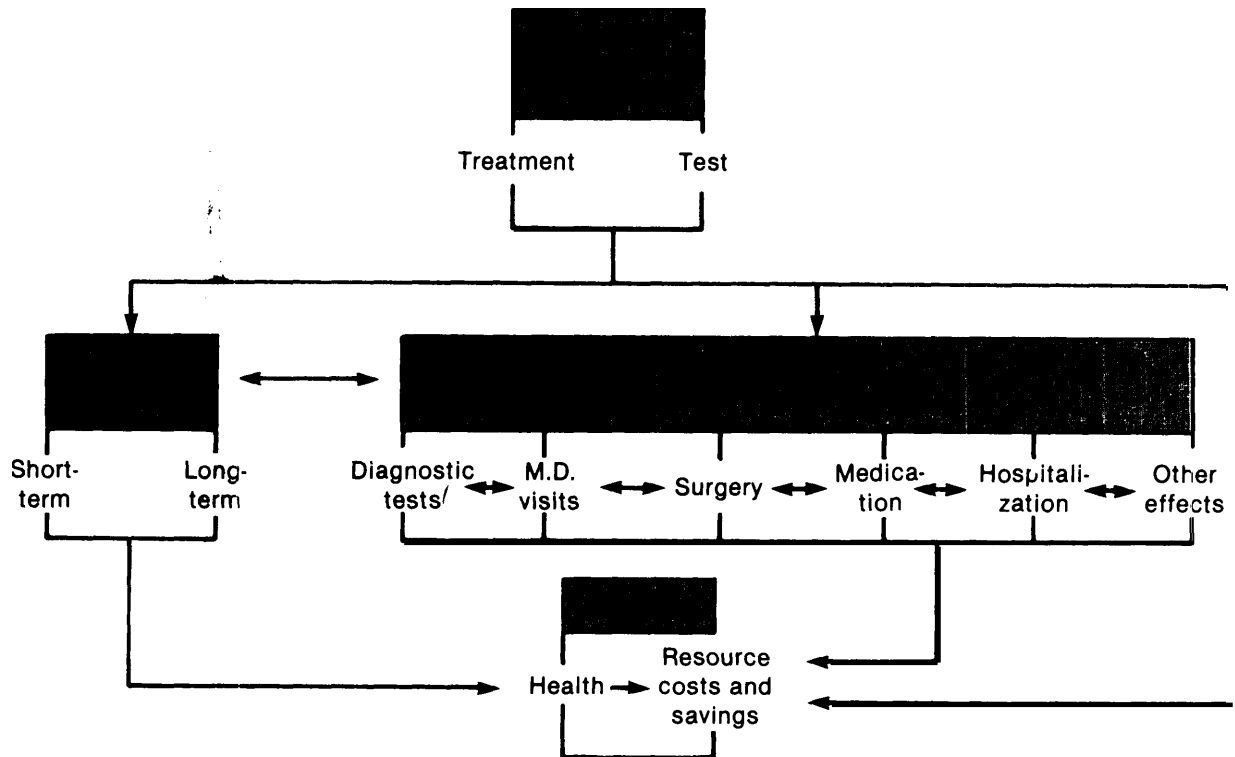 Treatment Test
Short-
term
Long-
term
Diagnostic
tests/
M.D.
visits
Surgery
Medica-
tion
Hospitali-
zation
Other
effects
Health
Resource
costs and
savings